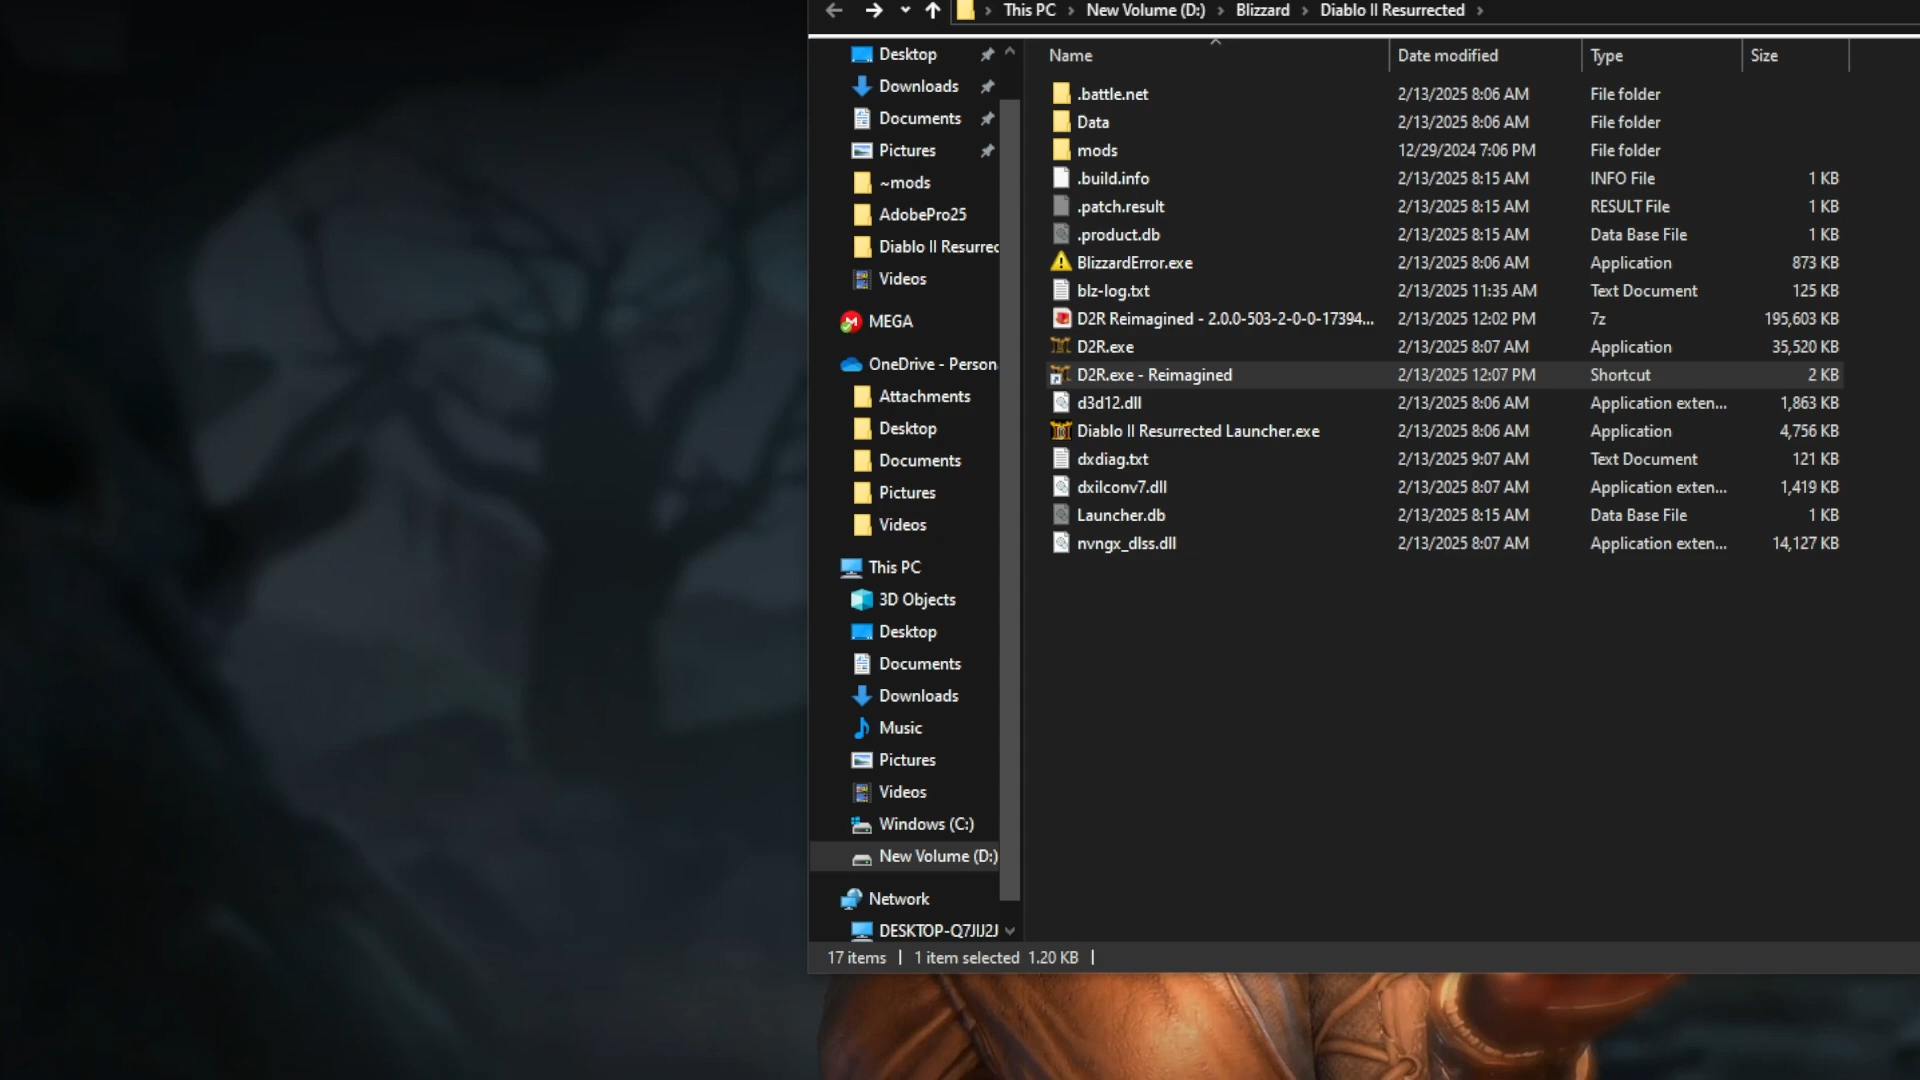 This PC > New Volume (D:) > Blizzard > Diablo II Resurrected >
Name Date modified Type Size
Desktop
Downloads
Documents
Pictures
~mods
AdobePro25
Diablo II Resurrec
Videos
MEGA
OneDrive - Person
Attachments
Desktop
Documents
Pictures
Videos
This PC
3D Objects
Desktop
Documents
Downloads
Music
Pictures
Videos
Windows (C:)
New Volume (D:)
Network
DESKTOP-Q7JIJ2J
.battle.net 2/13/2025 8:06 AM File folder
Data 2/13/2025 8:06 AM File folder
mods 12/29/2024 7:06 PM File folder
.build.info 2/13/2025 8:15 AM INFO File 1 KB
.patch.result 2/13/2025 8:15 AM RESULT File 1 KB
.product.db 2/13/2025 8:15 AM Data Base File 1 KB
BlizzardError.exe 2/13/2025 8:06 AM Application 873 KB
blz-log.txt 2/13/2025 11:35 AM Text Document 125 KB
D2R Reimagined - 2.0.0-503-2-0-0-17394... 2/13/2025 12:02 PM 7z 195,603 KB
D2R.exe 2/13/2025 8:07 AM Application 35,520 KB
D2R.exe - Reimagined 2/13/2025 12:07 PM Shortcut 2 KB
d3d12.dll 2/13/2025 8:06 AM Application exten... 1,863 KB
Diablo II Resurrected Launcher.exe 2/13/2025 8:06 AM Application 4,756 KB
dxdiag.txt 2/13/2025 9:07 AM Text Document 121 KB
dxilconv7.dll 2/13/2025 8:07 AM Application exten... 1,419 KB
Launcher.db 2/13/2025 8:15 AM Data Base File 1 KB
nvngx_dlss.dll 2/13/2025 8:07 AM Application exten... 14,127 KB
17 items | 1 item selected 1.20 KB |